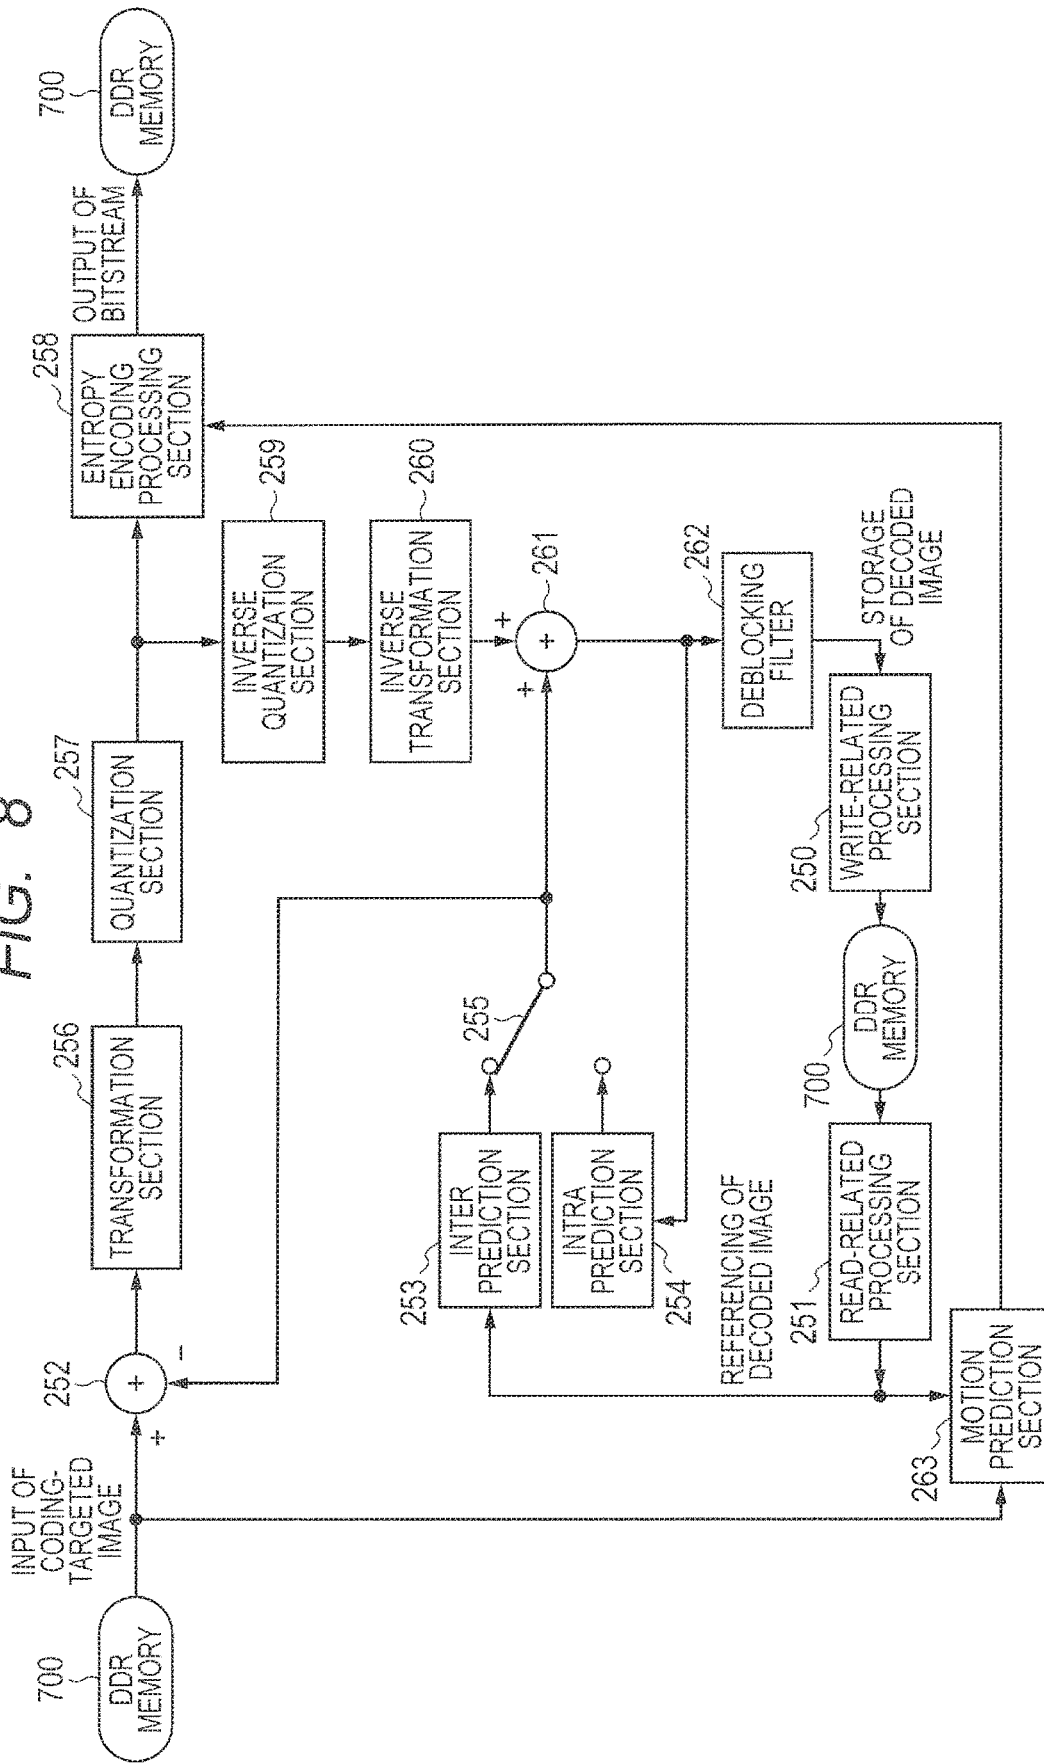 FIG. 8
700
DDR
MEMORY
INPUT OF
CODING-
TARGETED
IMAGE
252
+
+
−
256
TRANSFORMATION
SECTION
257
QUANTIZATION
SECTION
258
ENTROPY
ENCODING
PROCESSING
SECTION
OUTPUT OF
BITSTREAM
700
DDR
MEMORY
INVERSE
QUANTIZATION
SECTION
259
INVERSE
TRANSFORMATION
SECTION
260
253
INTER
PREDICTION
SECTION
255
+
+
+
261
INTRA
PREDICTION
SECTION
254
REFERENCING OF
DECODED IMAGE
DEBLOCKING
FILTER
262
STORAGE
OF DECODED
IMAGE
251
READ-RELATED
PROCESSING
SECTION
700
DDR
MEMORY
250
WRITE-RELATED
PROCESSING
SECTION
263
MOTION
PREDICTION
SECTION